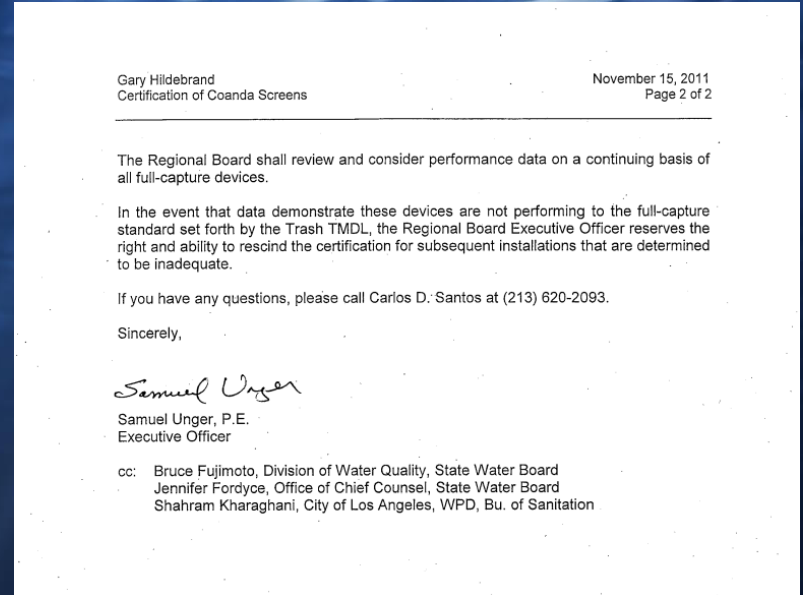 Gary Hildebrand
Certification of Coanda Screens
November 15, 2011
Page 2 of 2
The Regional Board shall review and consider performance data on a continuing basis of
all full-capture devices.
In the event that data demonstrate these devices are not performing to the full-capture
standard set forth by the Trash TMDL, the Regional Board Executive Officer reserves the
right and ability to rescind the certification for subsequent installations that are determined
to be inadequate.
If you have any questions, please call Carlos D. Santos at (213) 620-2093.
Sincerely,
Samuel Unger
Samuel Unger, P.E.
Executive Officer
cc: Bruce Fujimoto, Division of Water Quality, State Water Board
Jennifer Fordyce, Office of Chief Counsel, State Water Board
Shahram Kharaghani, City of Los Angeles, WPD, Bu. of Sanitation